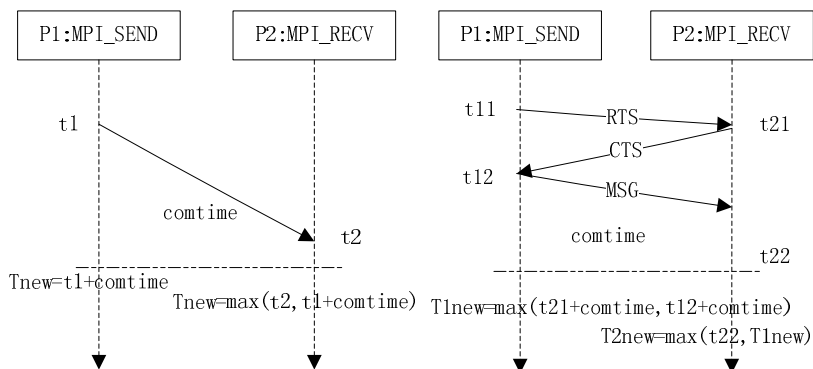 P1:MPI_SEND
P2:MPI_RECV
P1:MPI_SEND
P2:MPI_RECV
t1
comtime
t2
Tnew=t1+comtime
Tnew=max(t2,t1+comtime)
t11
RTS
t21
CTS
t12
MSG
comtime
t22
T1new=max(t21+comtime,t12+comtime)
T2new=max(t22,T1new)